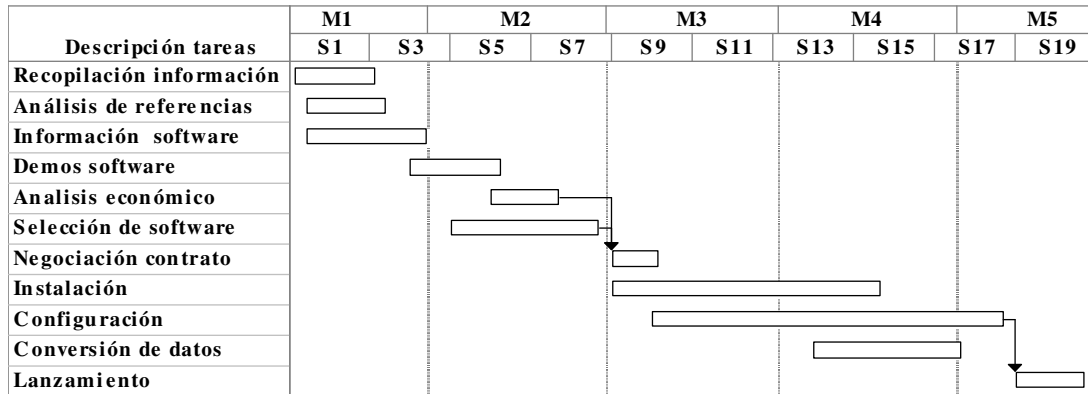 M1 M2 M3 M4 M5
Descripción tareas S1 S3 S5 S7 S9 S11 S13 S15 S17 S19
Recopilación información
Análisis de referencias
Información software
Demos software
Analisis económico
Selección de software
Negociación contrato
Instalación
Configuración
Conversión de datos
Lanzamiento